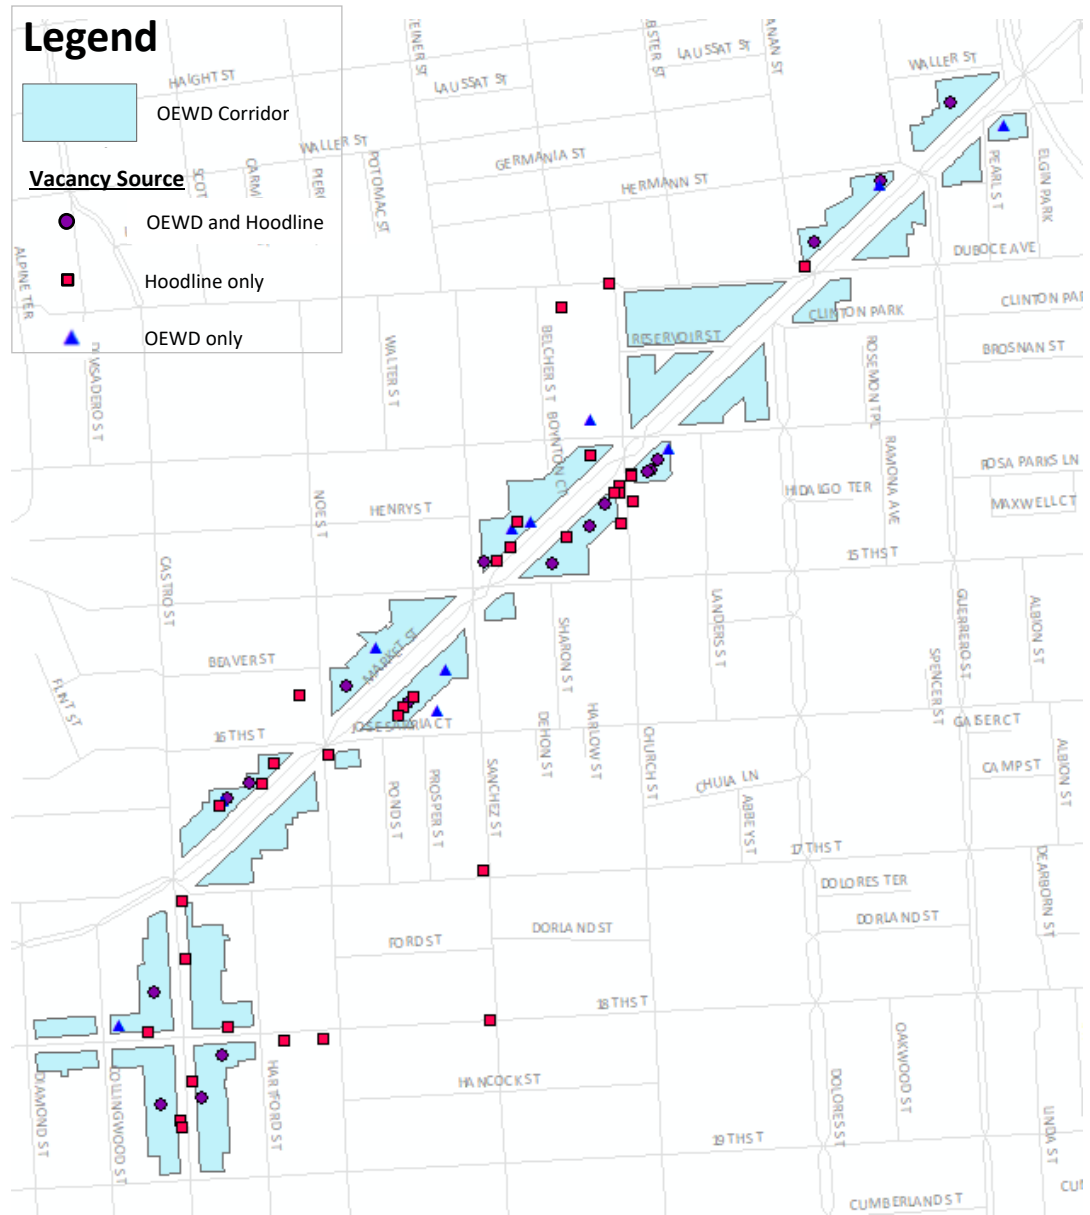 Legend
OEWD Corridor
Vacancy Source
OEWD and Hoodline
Hoodline only
OEWD only
HAIGHT ST
LAUSSAT ST
LAUSSAT ST
WALLER ST
WALLER ST
GERMANIA ST
HERMANN ST
POTOMAC ST
PEARL ST
ELGIN PARK
DUBOCE AVE
ALPINE TER
CLINTON PARK
CLINTON PAR
RESERVOIR ST
BROSNAN ST
WALTER ST
BELCHER ST
ROSEMONT PL
BOYNTON CT
RAMONA AVE
ROSA PARKS LN
HIDALGO TER
MAXWELL CT
NOE ST
HENRY ST
15TH ST
CASTRO ST
LANDERS ST
GUERRERO ST
ALBION ST
SHARON ST
MARKET ST
BEAVER ST
SPENCER ST
FLINT ST
16TH ST
DEHON ST
HARLOW ST
CHURCH ST
GAISER CT
CAMP ST
ALBION ST
CHULA LN
POND ST
PROSPER ST
SANCHEZ ST
ABBEY ST
17TH ST
DOLORES TER
DEARBORN ST
DORLAND ST
DORLAND ST
FORD ST
18TH ST
OAKWOOD ST
HANCOCK ST
DIAMOND ST
COLLINGWOOD ST
HARTFORD ST
DOLORES ST
LINDA ST
19TH ST
CUMBERLAND ST